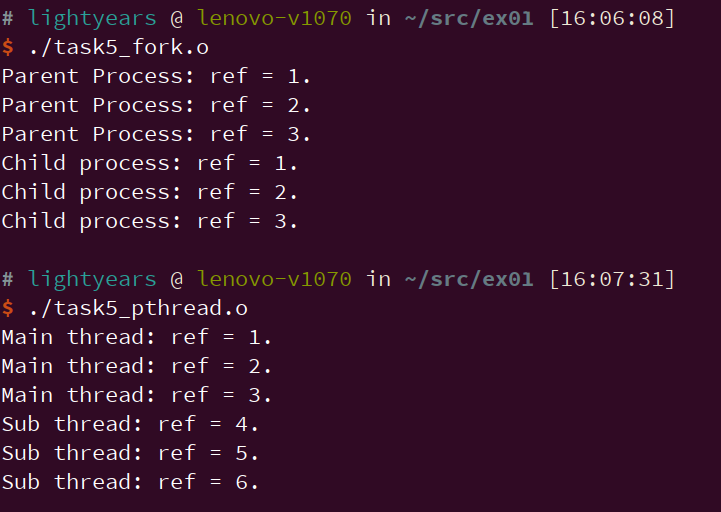 # lightyears @ lenovo-v1070 in ~/src/ex01 [16:06:08]
$ ./task5_fork.o
Parent Process: ref = 1.
Parent Process: ref = 2.
Parent Process: ref = 3.
Child process: ref = 1.
Child process: ref = 2.
Child process: ref = 3.
# lightyears @ lenovo-v1070 in ~/src/ex01 [16:07:31]
$ ./task5_pthread.o
Main thread: ref = 1.
Main thread: ref = 2.
Main thread: ref = 3.
Sub thread: ref = 4.
Sub thread: ref = 5.
Sub thread: ref = 6.